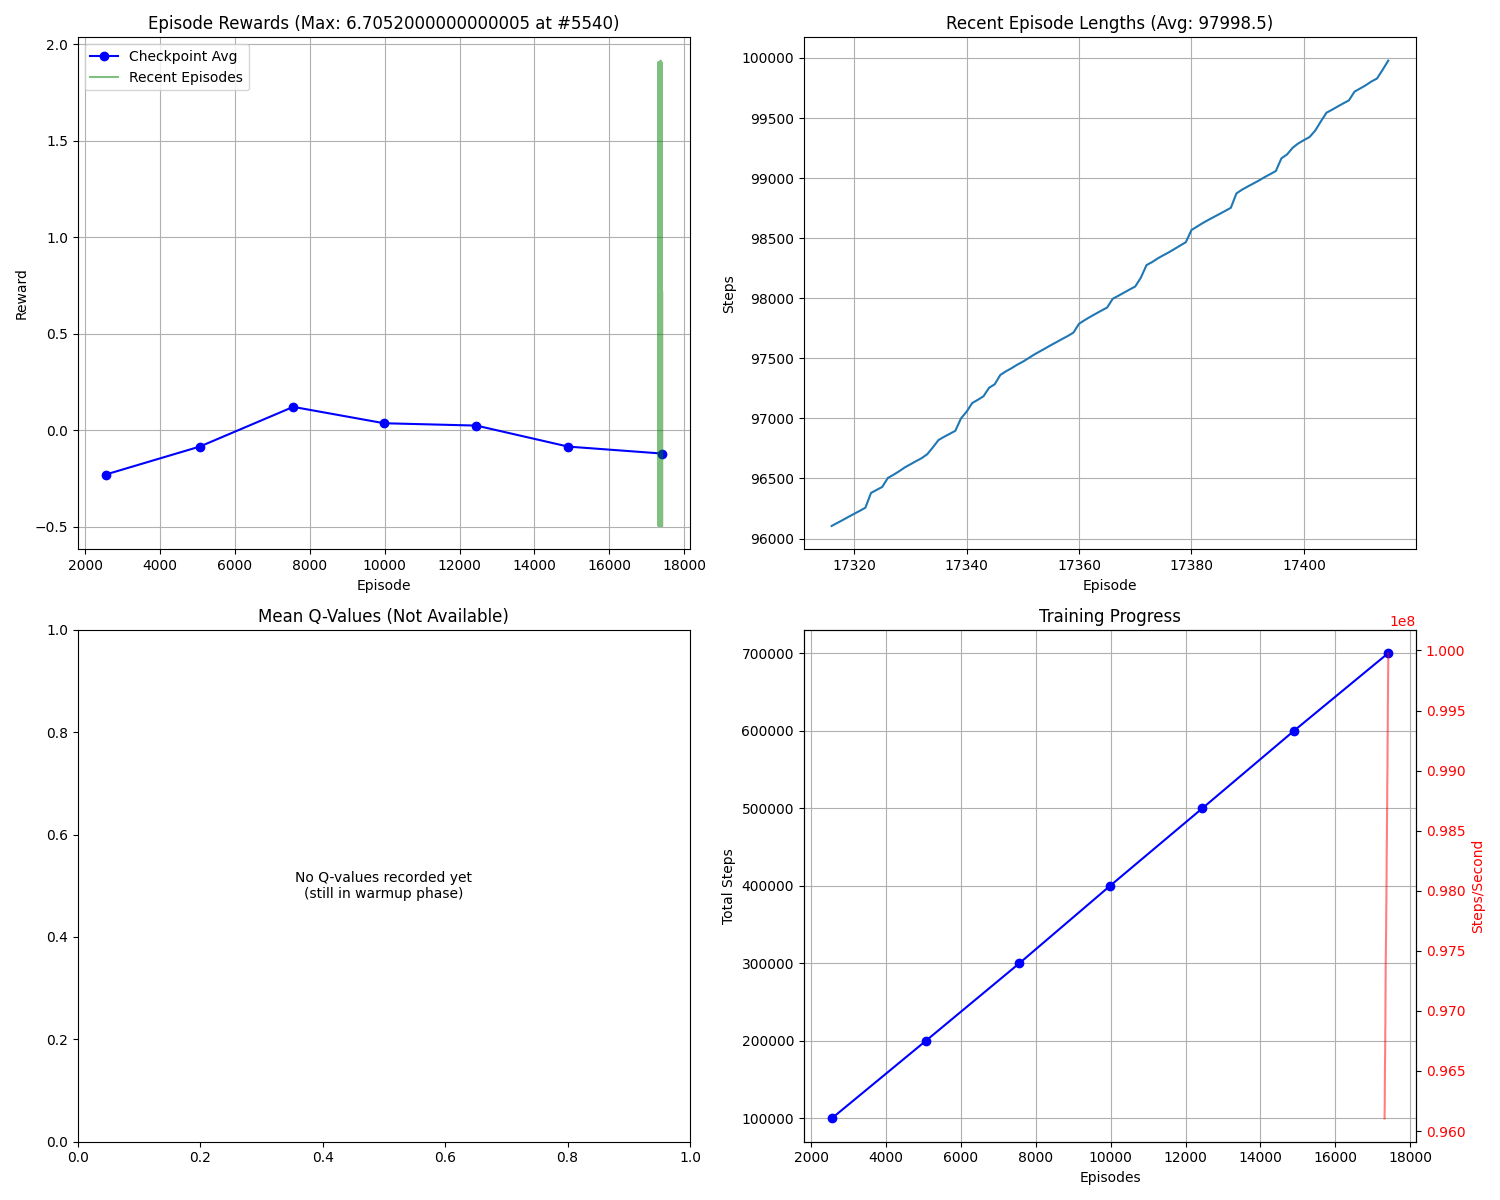 Episode Rewards (Max: 6.7052000000000005 at #5540)
2.0
1.5
1.0
0.5
0.0
−0.5
Reward
Checkpoint Avg
Recent Episodes
2000 4000 6000 8000 10000 12000 14000 16000 18000
Episode
Recent Episode Lengths (Avg: 97998.5)
100000
99500
99000
98500
98000
97500
97000
96500
96000
Steps
17320 17340 17360 17380 17400
Episode
Mean Q-Values (Not Available)
1.0
0.8
0.6
0.4
0.2
0.0
No Q-values recorded yet
(still in warmup phase)
0.0 0.2 0.4 0.6 0.8 1.0
Training Progress
1e8
700000
600000
500000
400000
300000
200000
100000
Total Steps
1.000
0.995
0.990
0.985
0.980
0.975
0.970
0.965
0.960
Steps/Second
2000 4000 6000 8000 10000 12000 14000 16000 18000
Episodes